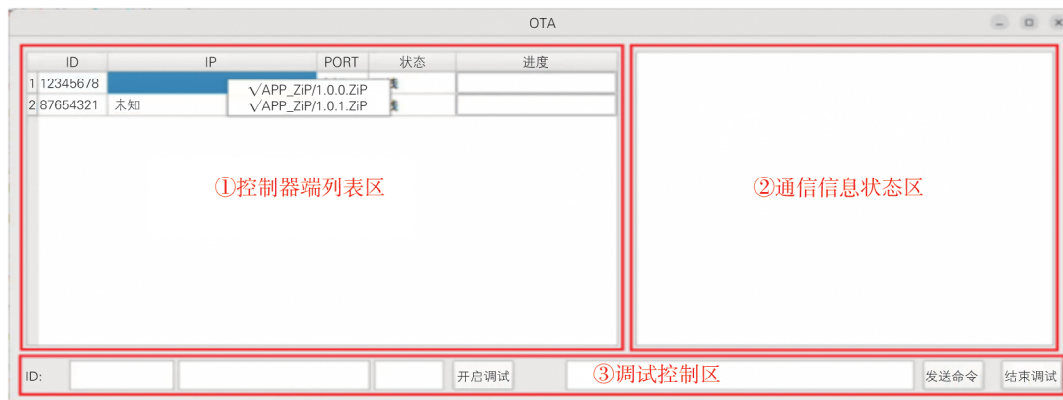 OTA
ID IP PORT 状态 进度
1 12345678
√APP_ZiP/1.0.0.ZiP
2 87654321 未知 √APP_ZiP/1.0.1.ZiP
①控制器端列表区
②通信信息状态区
ID: 开启调试 ③调试控制区 发送命令 结束调试